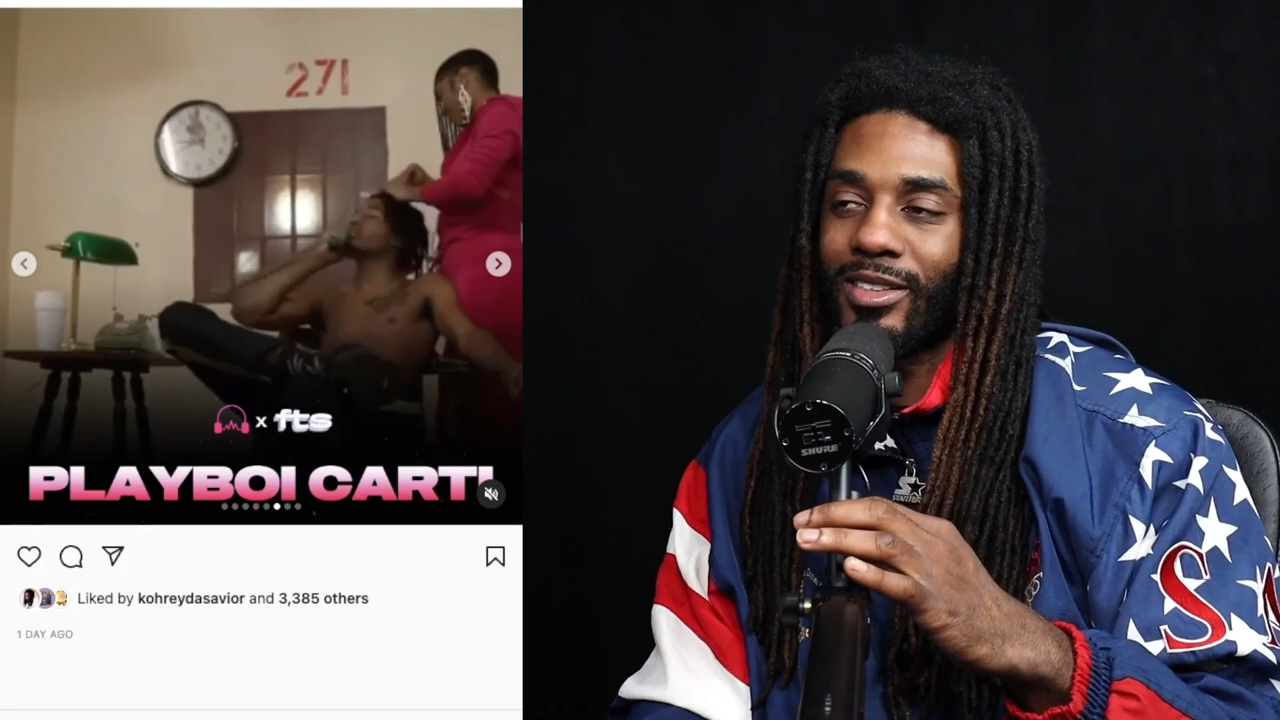 271
x fts
PLAYBOI CARTI
Liked by kohreydasavior and 3,385 others
1 DAY AGO
SHURE
STARTER
S